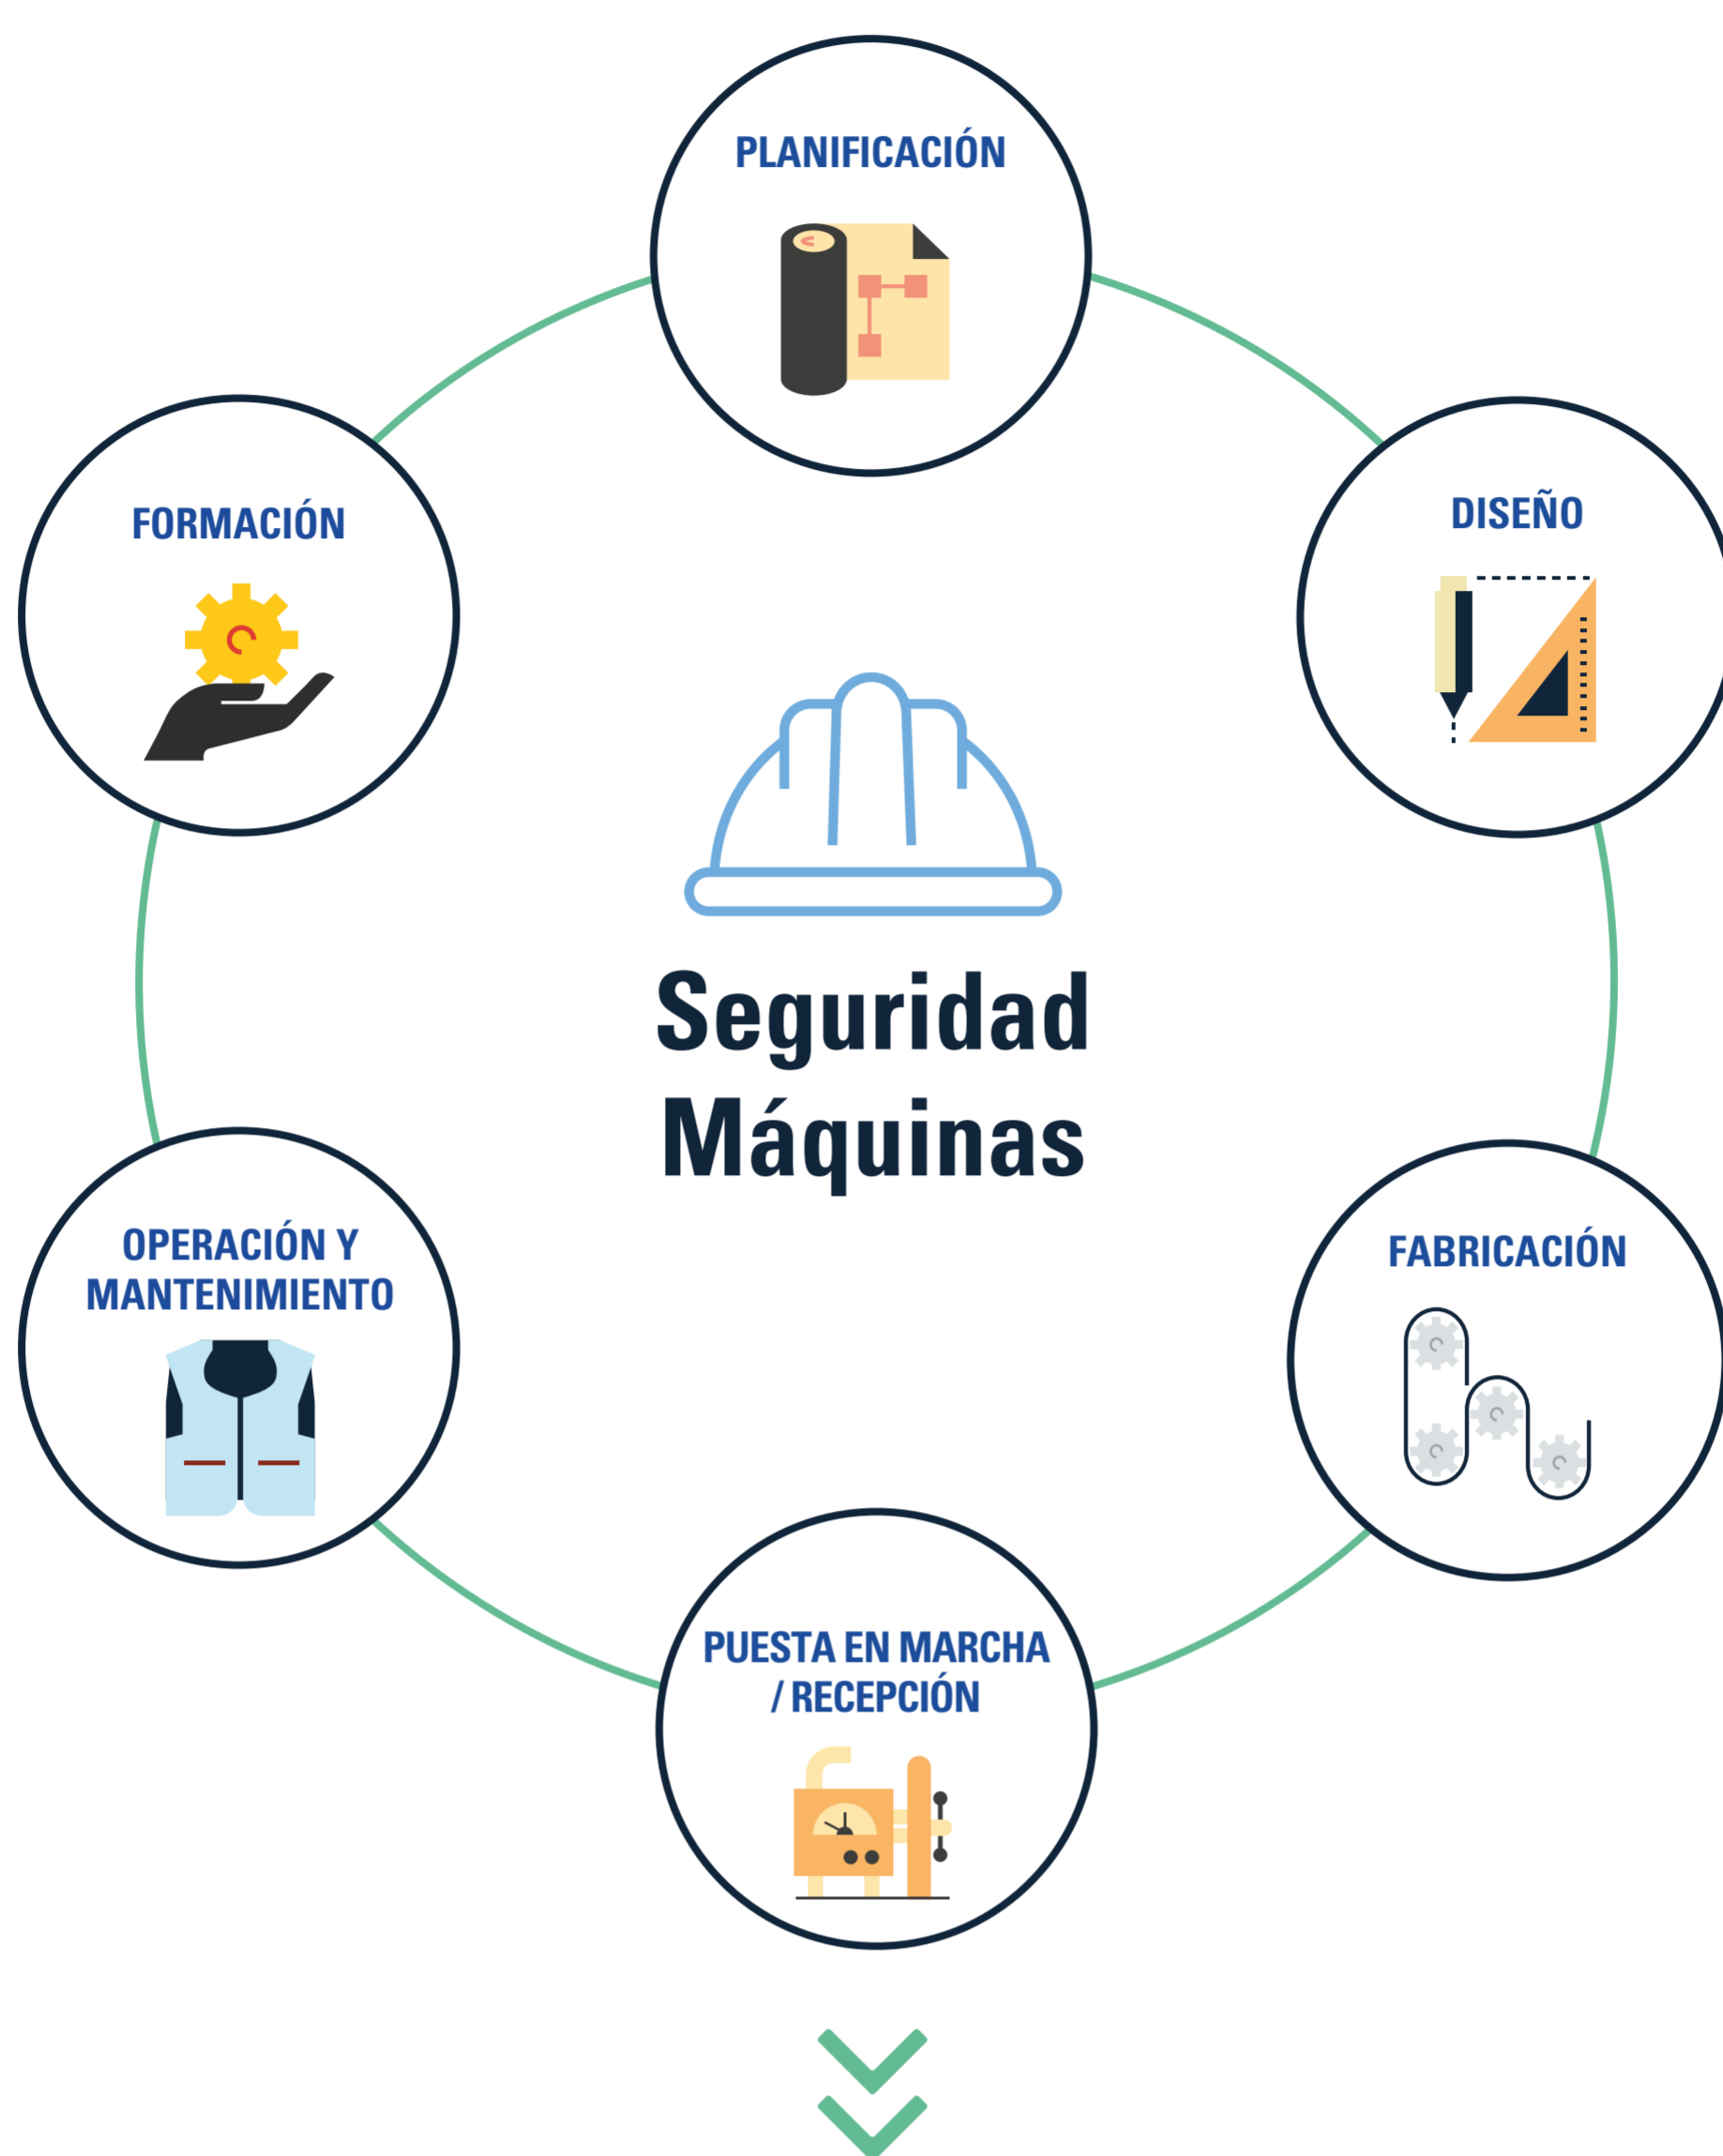 PLANIFICACIÓN
DISEÑO
FORMACIÓN
Seguridad
Máquinas
OPERACIÓN Y
MANTENIMIENTO
FABRICACIÓN
PUESTA EN MARCHA
/ RECEPCIÓN